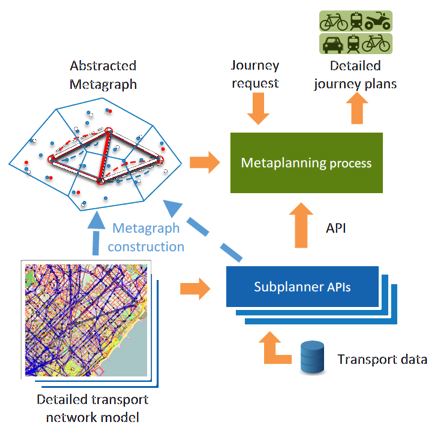 Abstracted
Metagraph
Journey
request
Detailed
journey plans
Metaplanning process
Metagraph
construction
API
Subplanner APIs
Transport data
Detailed transport
network model